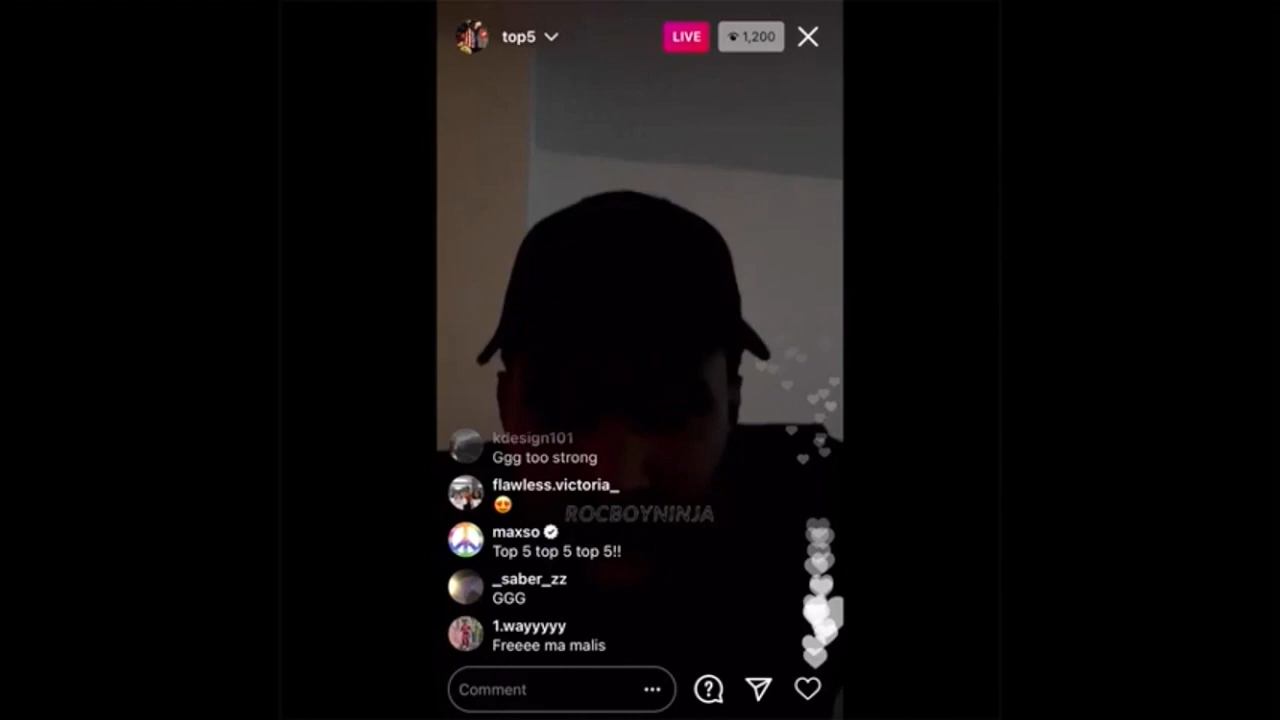 top5
LIVE
1,200
kdesign101
Ggg too strong
flawless.victoria_
ROCBOYNINJA
maxso
Top 5 top 5 top 5!!
_saber_zz
GGG
1.wayyyyy
Freeee ma malis
Comment